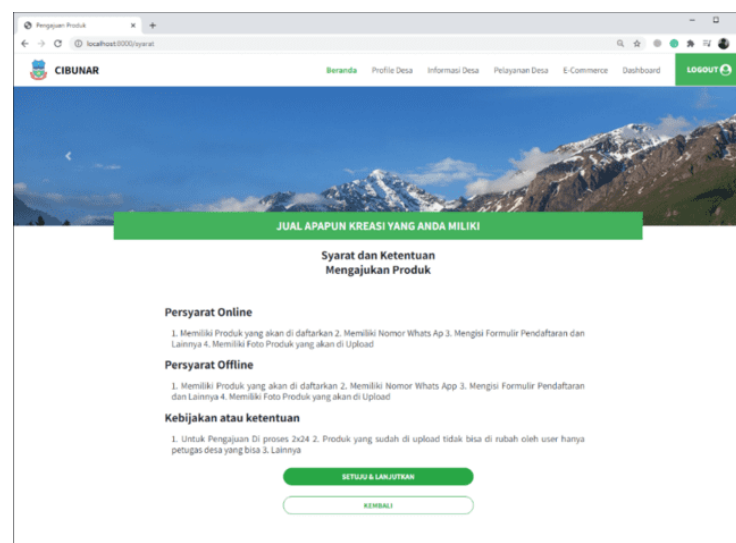 Pengajuan Produk
localhost:8000/syarat
CIBUNAR
Beranda Profile Desa Informasi Desa Pelayanan Desa E-Commerce Dashboard LOGOUT
JUAL APAPUN KREASI YANG ANDA MILIKI
Syarat dan Ketentuan
Mengajukan Produk
Persyarat Online
1. Memiliki Produk yang akan di daftarkan 2. Memiliki Nomor Whats Ap 3. Mengisi Formulir Pendaftaran dan
Lainnya 4. Memiliki Foto Produk yang akan di Upload
Persyarat Offline
1. Memiliki Produk yang akan di daftarkan 2. Memiliki Nomor Whats App 3. Mengisi Formulir Pendaftaran
dan Lainnya 4. Memiliki Foto Produk yang akan di Upload
Kebijakan atau ketentuan
1. Untuk Pengajuan Di proses 2x24 2. Produk yang sudah di upload tidak bisa di rubah oleh user hanya
petugas desa yang bisa 3. Lainnya
SETUJU & LANJUTKAN
KEMBALI